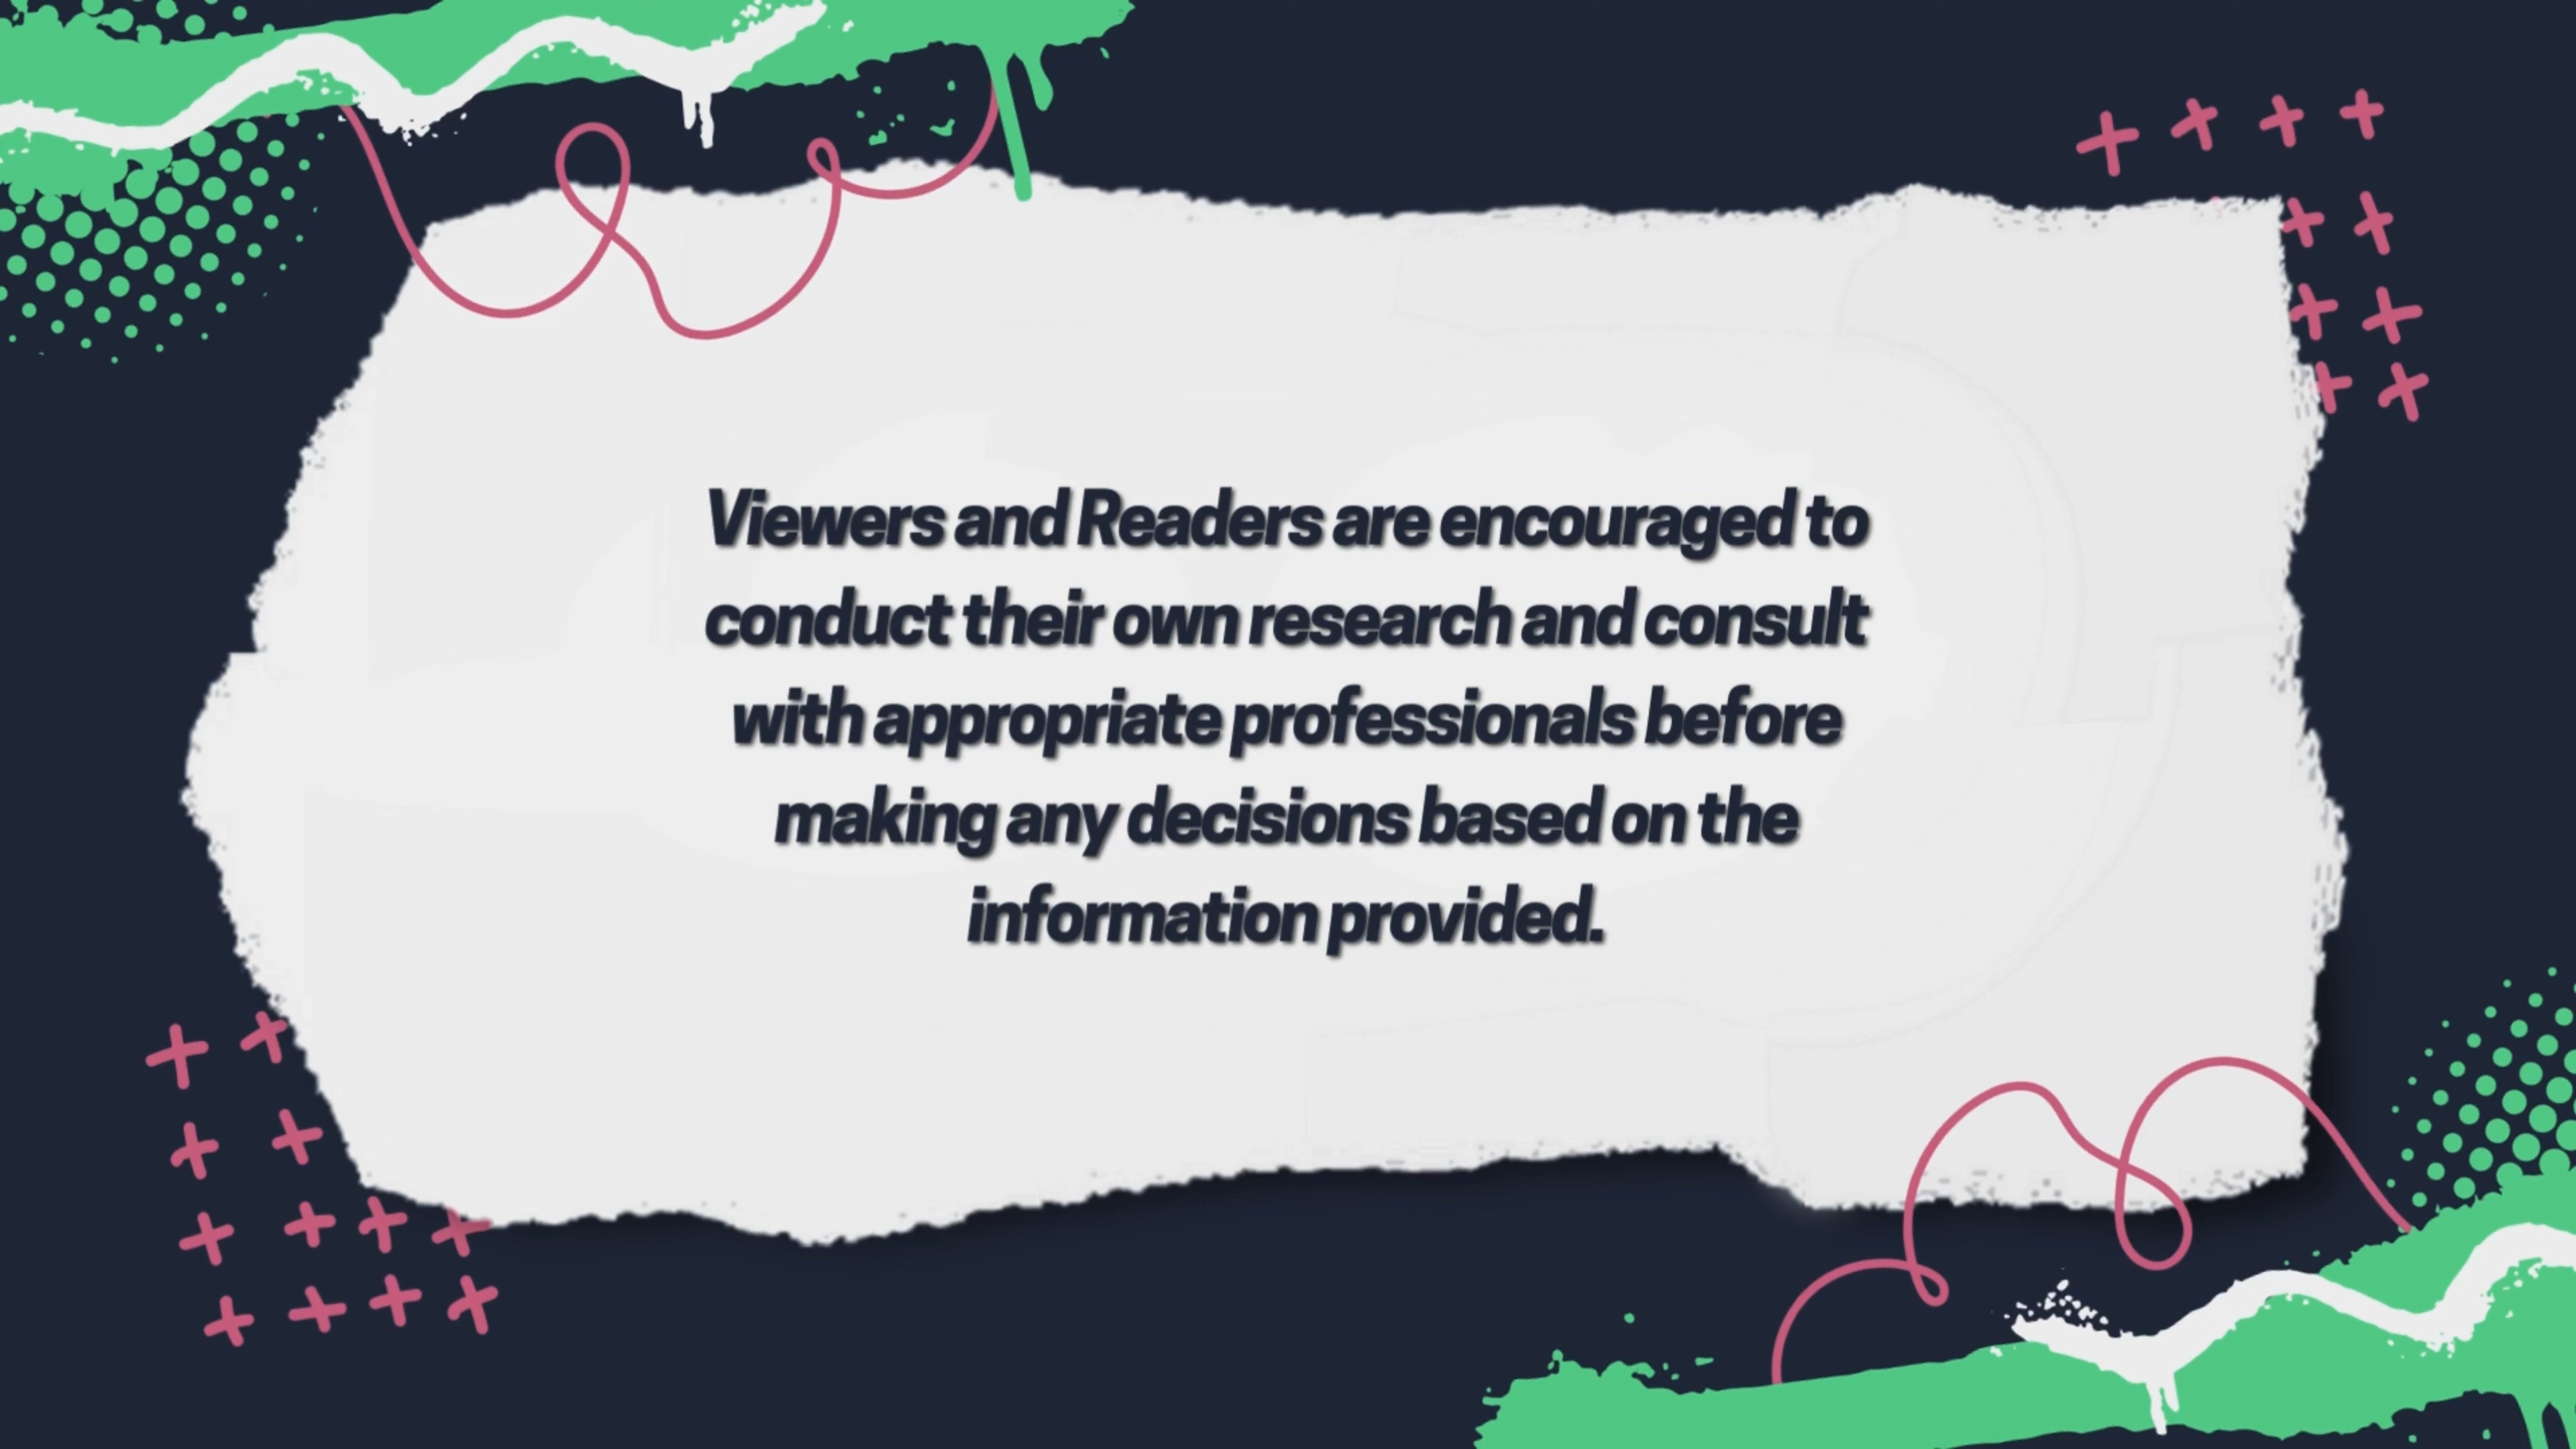 Viewers and Readers are encouraged to
conduct their own research and consult
with appropriate professionals before
making any decisions based on the
information provided.